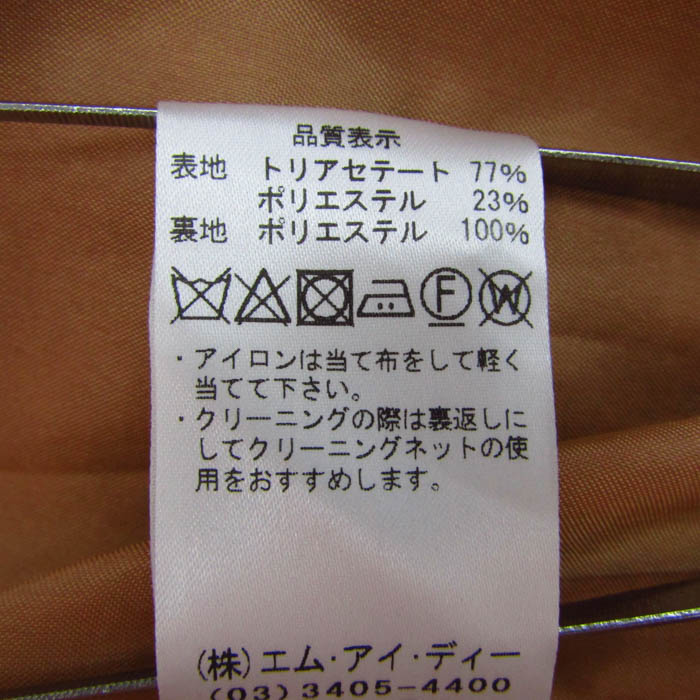 品質表示
表地 トリアセテート 77%
ポリエステル 23%
裏地 ポリエステル 100%
F W
・アイロンは当て布をして軽く
当てて下さい。
・クリーニングの際は裏返しに
してクリーニングネットの使
用をおすすめします。
(株)エム・アイ・ディー
(03)3405-4400